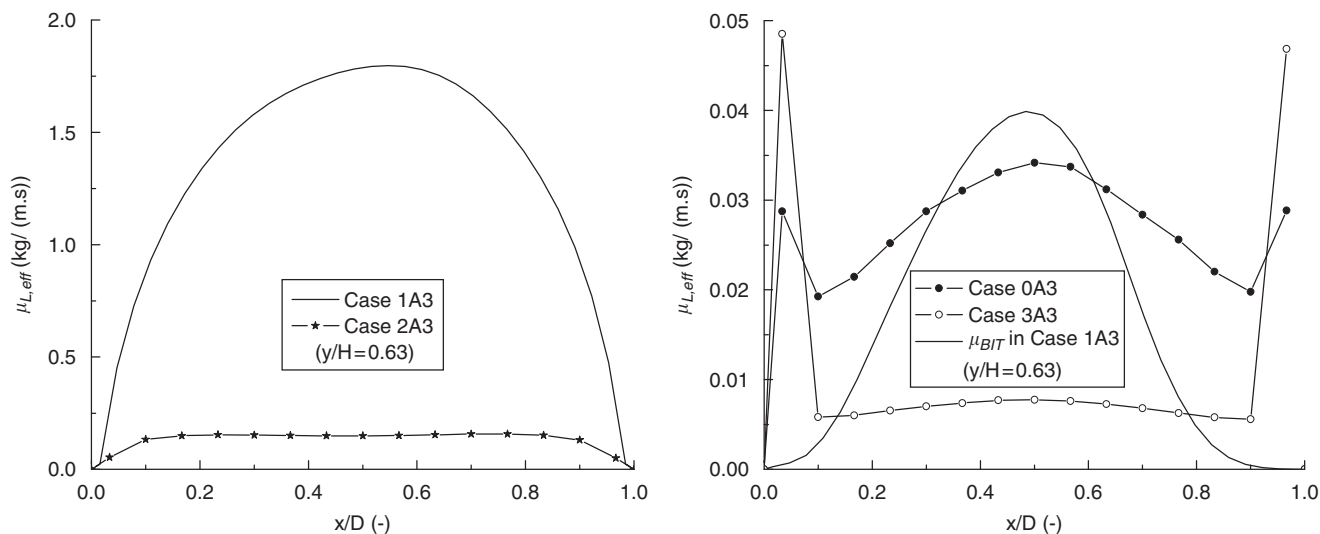 μL,eff (kg/ (m.s))
2.0
1.5
1.0
0.5
0.0
0.0 0.2 0.4 0.6 0.8 1.0
x/D (-)
Case 1A3
Case 2A3
(y/H=0.63)
μL,eff (kg/ (m.s))
0.05
0.04
0.03
0.02
0.01
0.00
0.0 0.2 0.4 0.6 0.8 1.0
x/D (-)
Case 0A3
Case 3A3
μBIT in Case 1A3
(y/H=0.63)